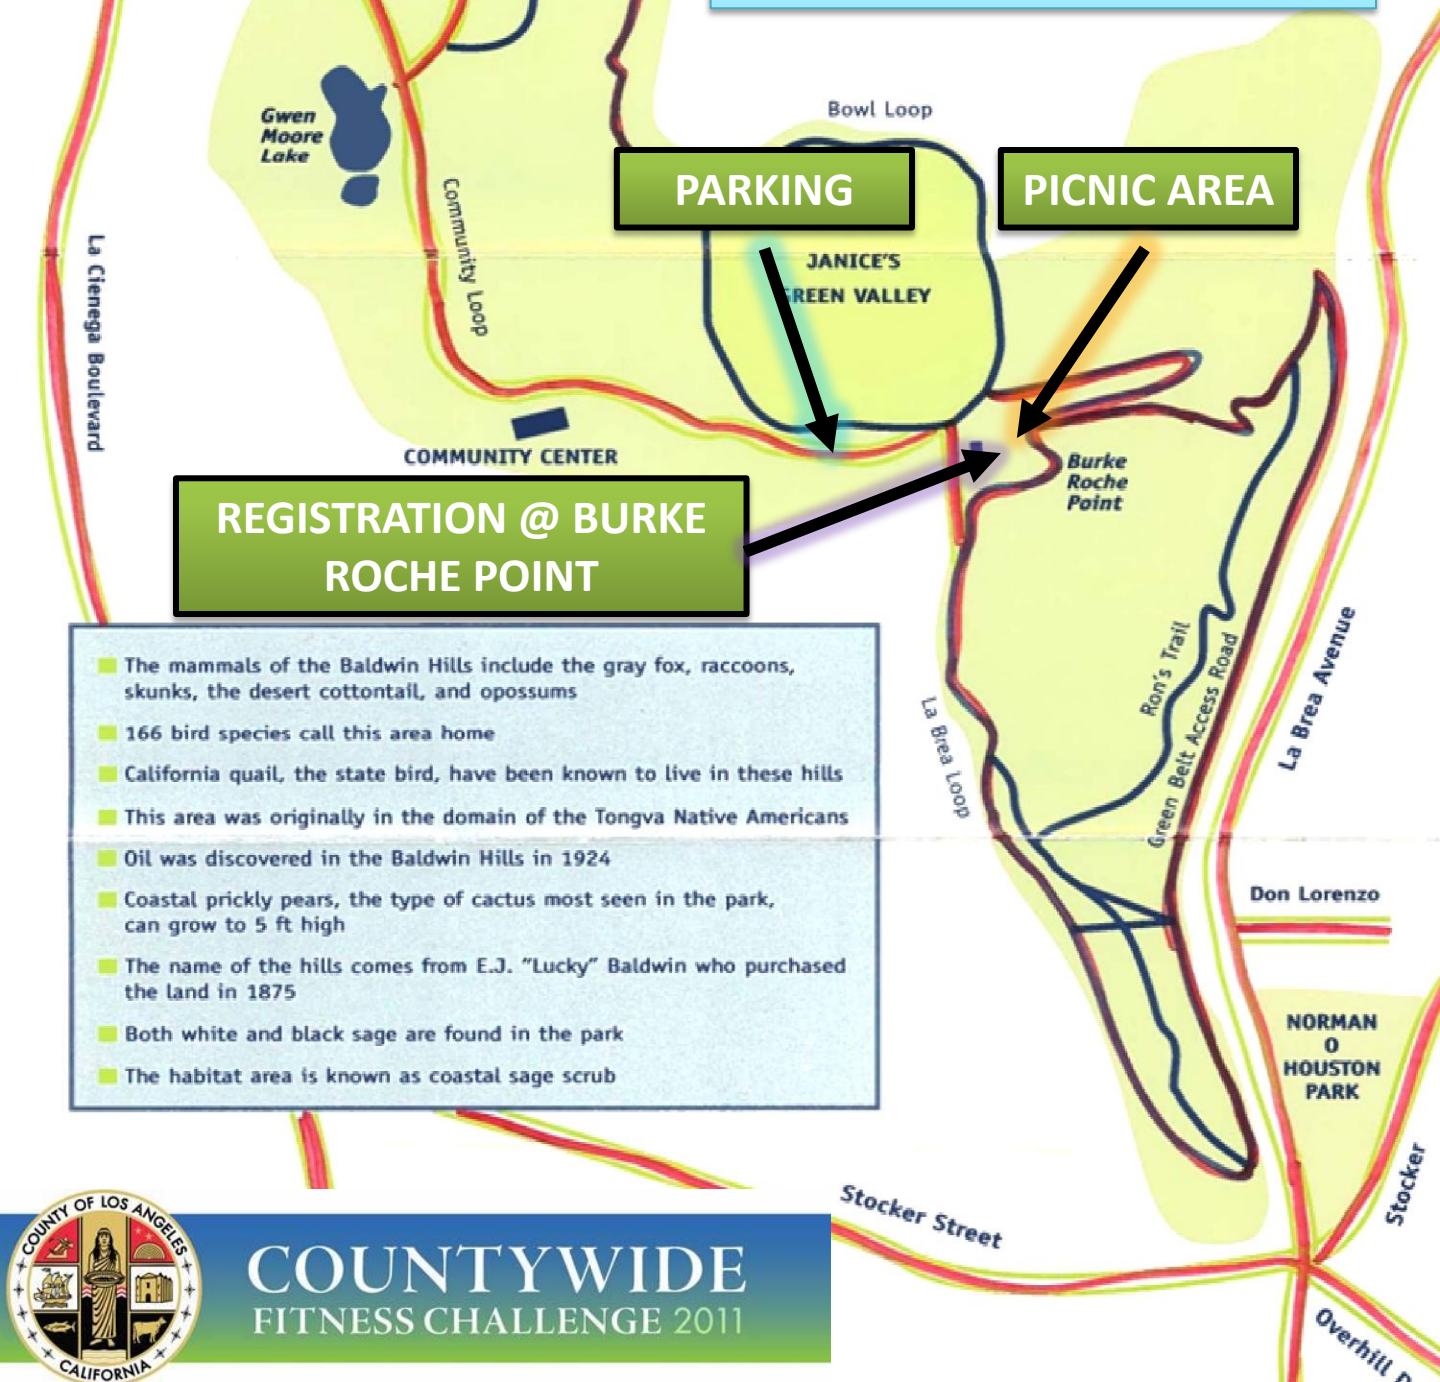 Bowl Loop
Gwen
Moore
Lake
PARKING
PICNIC AREA
Community Loop
La Cienega Boulevard
JANICE'S
GREEN VALLEY
COMMUNITY CENTER
Burke
Roche
Point
REGISTRATION @ BURKE
ROCHE POINT
The mammals of the Baldwin Hills include the gray fox, raccoons,
skunks, the desert cottontail, and opossums
166 bird species call this area home
California quail, the state bird, have been known to live in these hills
This area was originally in the domain of the Tongva Native Americans
Oil was discovered in the Baldwin Hills in 1924
Coastal prickly pears, the type of cactus most seen in the park,
can grow to 5 ft high
The name of the hills comes from E.J. "Lucky" Baldwin who purchased
the land in 1875
Both white and black sage are found in the park
The habitat area is known as coastal sage scrub
La Brea Loop
Ron's Trail
Green Belt Access Road
La Brea Avenue
Don Lorenzo
NORMAN
O
HOUSTON
PARK
Stocker
Stocker Street
Overhill
COUNTY OF LOS ANGELES
CALIFORNIA
COUNTYWIDE
FITNESS CHALLENGE 2011